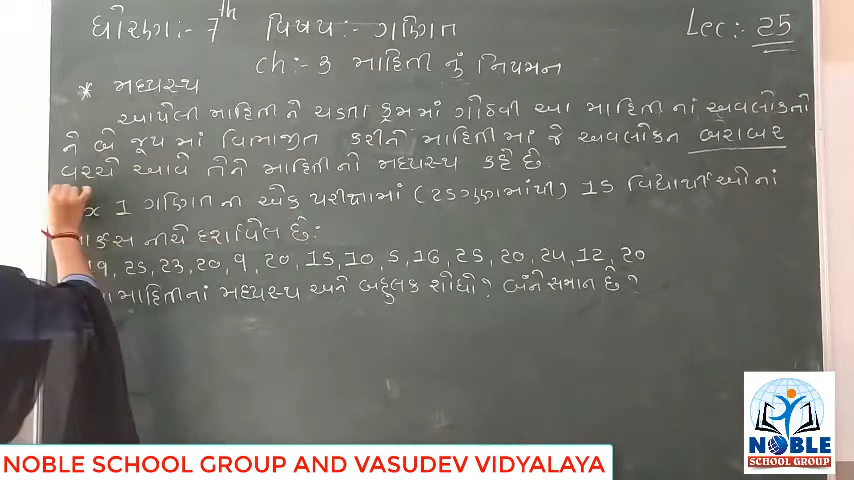 ધોરણ:- 7th વિષય:- ગણિત Lec:- 25
ch:- 3 માહિતી નું નિયમન
* મધ્યસ્થ
આપેલી માહિતી ને ચડતા ક્રમમાં ગોઠવી આ માહિતી નાં અવલોકનો
ને બે જૂથ માં વિભાજીત કરીને માહિતી માં જે અવલોકન બરાબર
વચ્ચે આવે તેને માહિતી નો મધ્યસ્થ કહે છે.
x 1 ગણિત ની એક પરીક્ષામાં (25ગુણમાંથી) 15 વિદ્યાર્થીઓનાં
ર્કસ નીચે દર્શાવેલ છે:
19, 25, 23, 20, 9, 20, 15, 10, 5, 16, 25, 20, 24, 12, 20
માહિતીનાં મધ્યસ્થ અને બહુલક શોધો? બંને સમાન છે?
NOBLE SCHOOL GROUP AND VASUDEV VIDYALAYA
NOBLE
SCHOOL GROUP